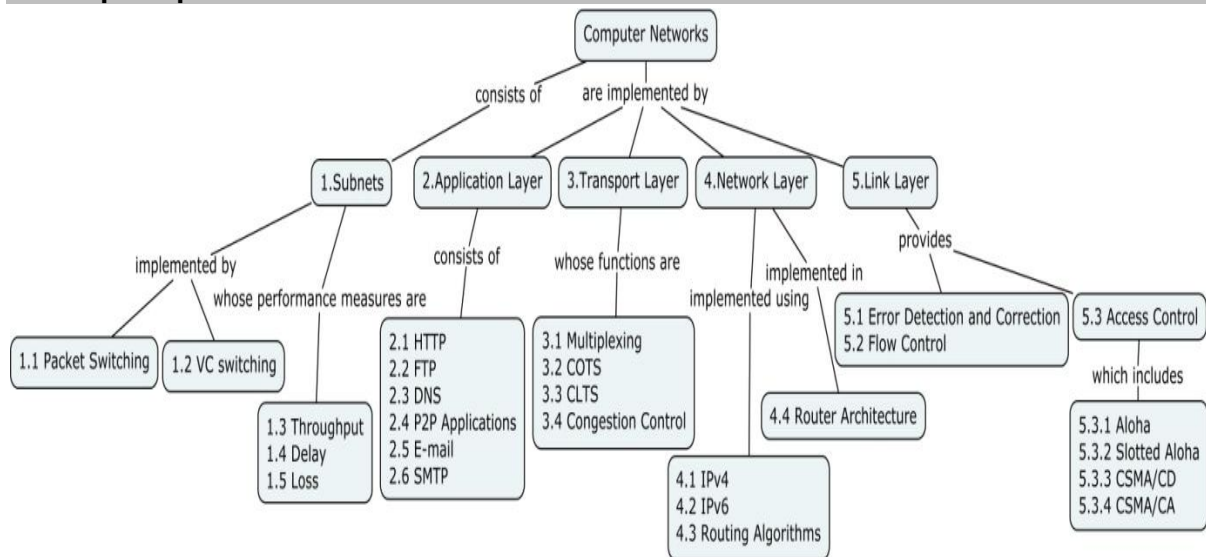 Computer Networks
consists of
are implemented by
1.Subnets
2.Application Layer
3.Transport Layer
4.Network Layer
5.Link Layer
implemented by
whose performance measures are
consists of
whose functions are
implemented using
implemented in
provides
1.1 Packet Switching
1.2 VC switching
1.3 Throughput
1.4 Delay
1.5 Loss
2.1 HTTP
2.2 FTP
2.3 DNS
2.4 P2P Applications
2.5 E-mail
2.6 SMTP
3.1 Multiplexing
3.2 COTS
3.3 CLTS
3.4 Congestion Control
4.1 IPv4
4.2 IPv6
4.3 Routing Algorithms
4.4 Router Architecture
5.1 Error Detection and Correction
5.2 Flow Control
5.3 Access Control
which includes
5.3.1 Aloha
5.3.2 Slotted Aloha
5.3.3 CSMA/CD
5.3.4 CSMA/CA